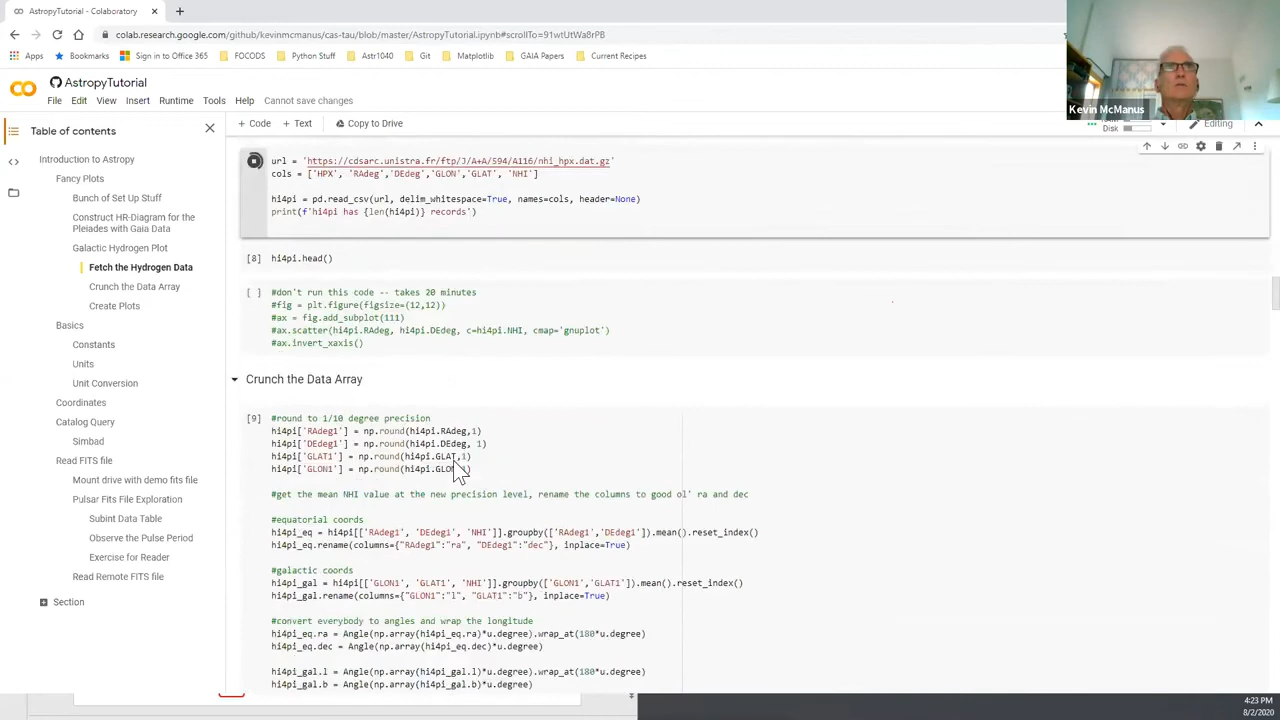 AstropyTutorial - Colaboratory
colab.research.google.com/github/kevinmcmanus/cas-tau/blob/master/AstropyTutorial.ipynb#scrollTo=91wtUtWa8rPB
Apps Bookmarks Sign in to Office 365 FOCODS Python Stuff Astr1040 Git Matplotlib GAIA Papers Current Recipes
AstropyTutorial
File Edit View Insert Runtime Tools Help Cannot save changes
Kevin McManus
Table of contents
+ Code + Text Copy to Drive
Disk
Editing
Introduction to Astropy
Fancy Plots
Bunch of Set Up Stuff
Construct HR-Diagram for the
Pleiades with Gaia Data
Galactic Hydrogen Plot
Fetch the Hydrogen Data
Crunch the Data Array
Create Plots
Basics
Constants
Units
Unit Conversion
Coordinates
Catalog Query
Simbad
Read FITS file
Mount drive with demo fits file
Pulsar Fits File Exploration
Subint Data Table
Observe the Pulse Period
Exercise for Reader
Read Remote FITS file
Section
url = 'https://cdsarc.unistra.fr/ftp/J/A+A/594/A116/nhi_hpx.dat.gz'
cols = ['HPX', 'RAdeg','DEdeg','GLON','GLAT', 'NHI']
hi4pi = pd.read_csv(url, delim_whitespace=True, names=cols, header=None)
print(f'hi4pi has {len(hi4pi)} records')
[8] hi4pi.head()
[ ] #don't run this code -- takes 20 minutes
#fig = plt.figure(figsize=(12,12))
#ax = fig.add_subplot(111)
#ax.scatter(hi4pi.RAdeg, hi4pi.DEdeg, c=hi4pi.NHI, cmap='gnuplot')
#ax.invert_xaxis()
Crunch the Data Array
[9] #round to 1/10 degree precision
hi4pi['RAdeg1'] = np.round(hi4pi.RAdeg,1)
hi4pi['DEdeg1'] = np.round(hi4pi.DEdeg, 1)
hi4pi['GLAT1'] = np.round(hi4pi.GLAT,1)
hi4pi['GLON1'] = np.round(hi4pi.GLON,1)
#get the mean NHI value at the new precision level, rename the columns to good ol' ra and dec
#equatorial coords
hi4pi_eq = hi4pi[['RAdeg1', 'DEdeg1', 'NHI']].groupby(['RAdeg1','DEdeg1']).mean().reset_index()
hi4pi_eq.rename(columns={"RAdeg1":"ra", "DEdeg1":"dec"}, inplace=True)
#galactic coords
hi4pi_gal = hi4pi[['GLON1', 'GLAT1', 'NHI']].groupby(['GLON1','GLAT1']).mean().reset_index()
hi4pi_gal.rename(columns={"GLON1":"l", "GLAT1":"b"}, inplace=True)
#convert everybody to angles and wrap the longitude
hi4pi_eq.ra = Angle(np.array(hi4pi_eq.ra)*u.degree).wrap_at(180*u.degree)
hi4pi_eq.dec = Angle(np.array(hi4pi_eq.dec)*u.degree)
hi4pi_gal.l = Angle(np.array(hi4pi_gal.l)*u.degree).wrap_at(180*u.degree)
hi4pi_gal.b = Angle(np.array(hi4pi_gal.b)*u.degree)
4:23 PM
8/2/2020